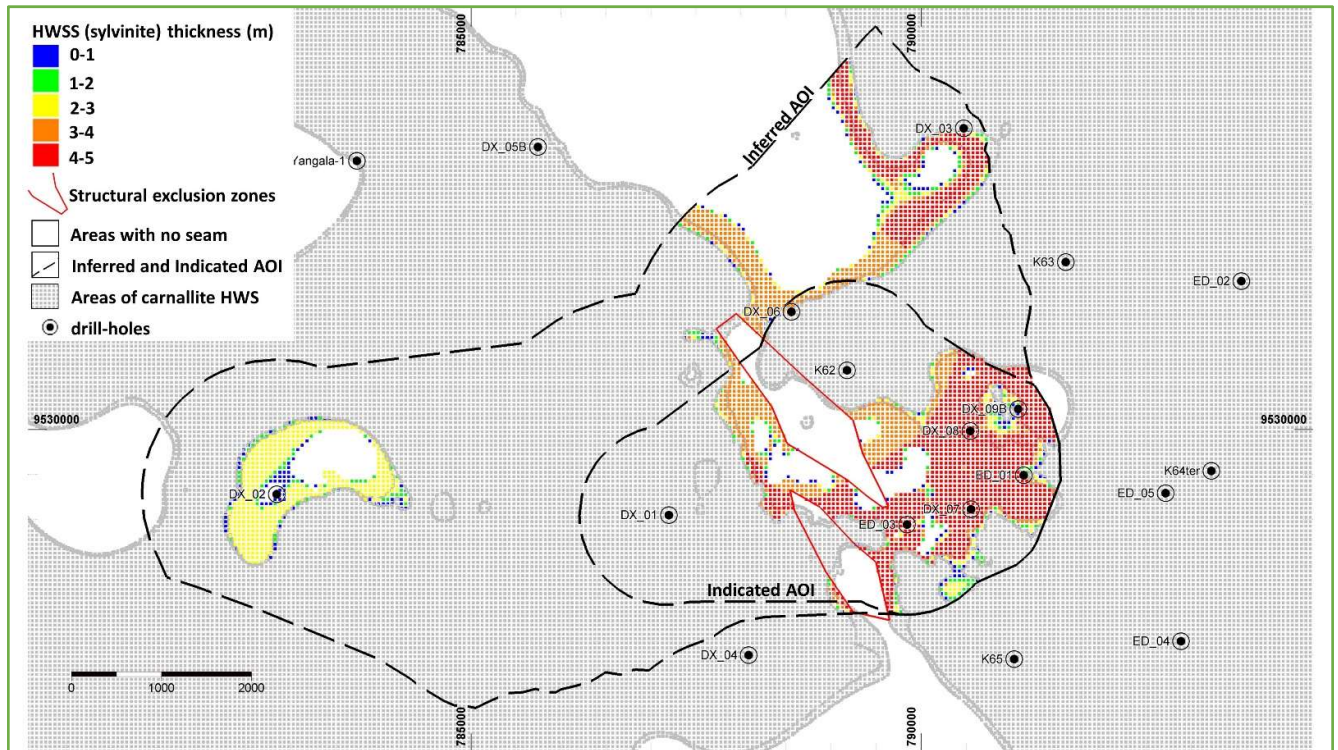 HWSS (sylvinite) thickness (m)
0-1
1-2
2-3
3-4
4-5
Structural exclusion zones
Areas with no seam
Inferred and Indicated AOI
Areas of carnallite HWS
drill-holes
785000
790000
Inferred AOI
DX_03
DX_05B
Yangala-1
K63
ED_02
DX_06
K62
DX_09B
9530000
9530000
DX_08
K64ter
ED_01
DX_02
ED_05
DX_01
DX_07
ED_03
Indicated AOI
ED_04
DX_04
K65
0 1000 2000
785000
790000